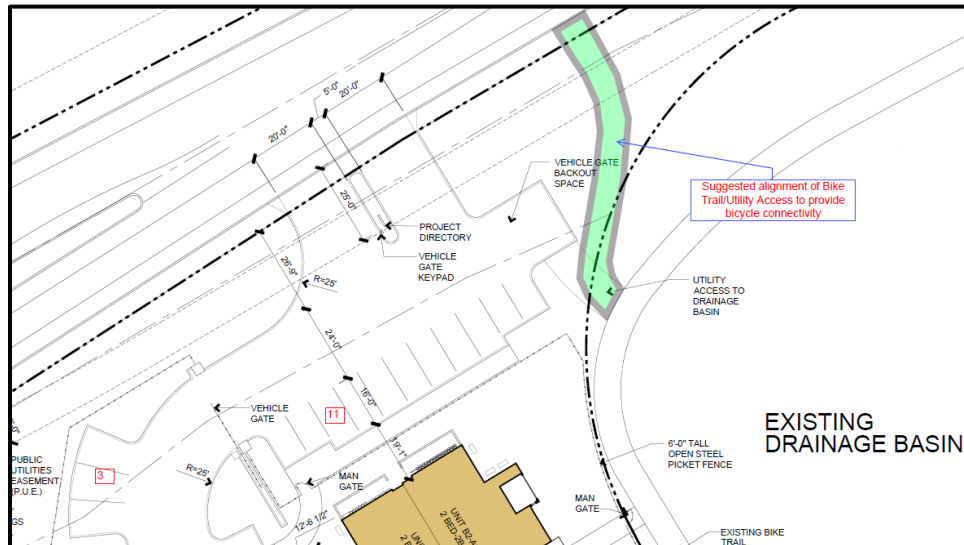 5'-0"
20'-0"
20'-0"
25'-0"
VEHICLE GATE
BACKOUT
SPACE
Suggested alignment of Bike
Trail/Utility Access to provide
bicycle connectivity
PROJECT
DIRECTORY
VEHICLE
GATE
KEYPAD
26'-9"
R=25'
UTILITY
ACCESS TO
DRAINAGE
BASIN
24'-0"
16'-0"
VEHICLE
GATE
11
EXISTING
DRAINAGE BASIN
19'-1"
6'-0" TALL
OPEN STEEL
PICKET FENCE
PUBLIC
UTILITIES
EASEMENT
(P.U.E.)
3
R=25'
MAN
GATE
MAN
GATE
12'-6 1/2"
UNIT B2-A
2 BED-2B
EXISTING BIKE
TRAIL